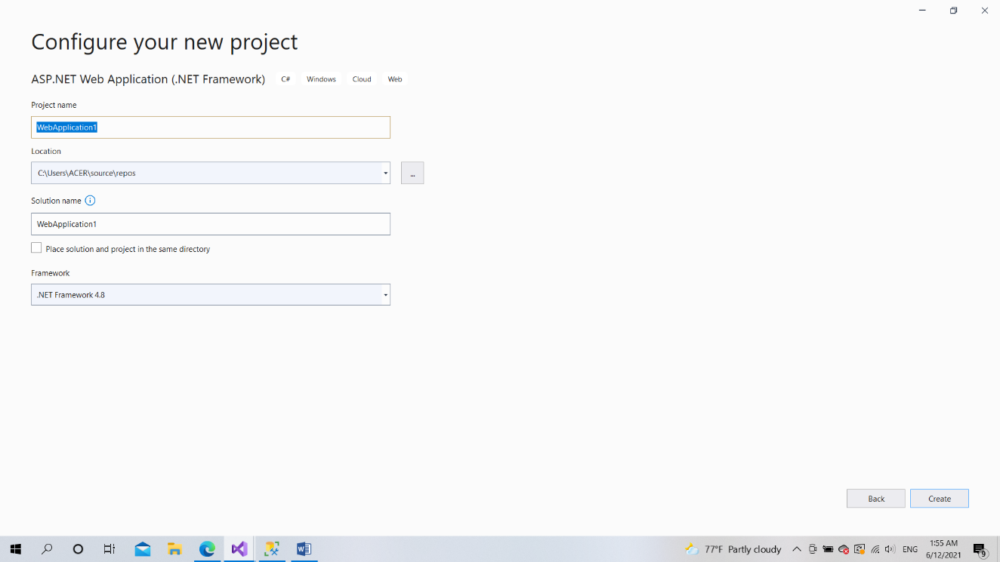 Configure your new project
ASP.NET Web Application (.NET Framework) C# Windows Cloud Web
Project name
WebApplication1
Location
C:\Users\ACER\source\repos
...
Solution name
WebApplication1
Place solution and project in the same directory
Framework
.NET Framework 4.8
Back Create
77°F Partly cloudy ENG 1:55 AM
6/12/2021
9